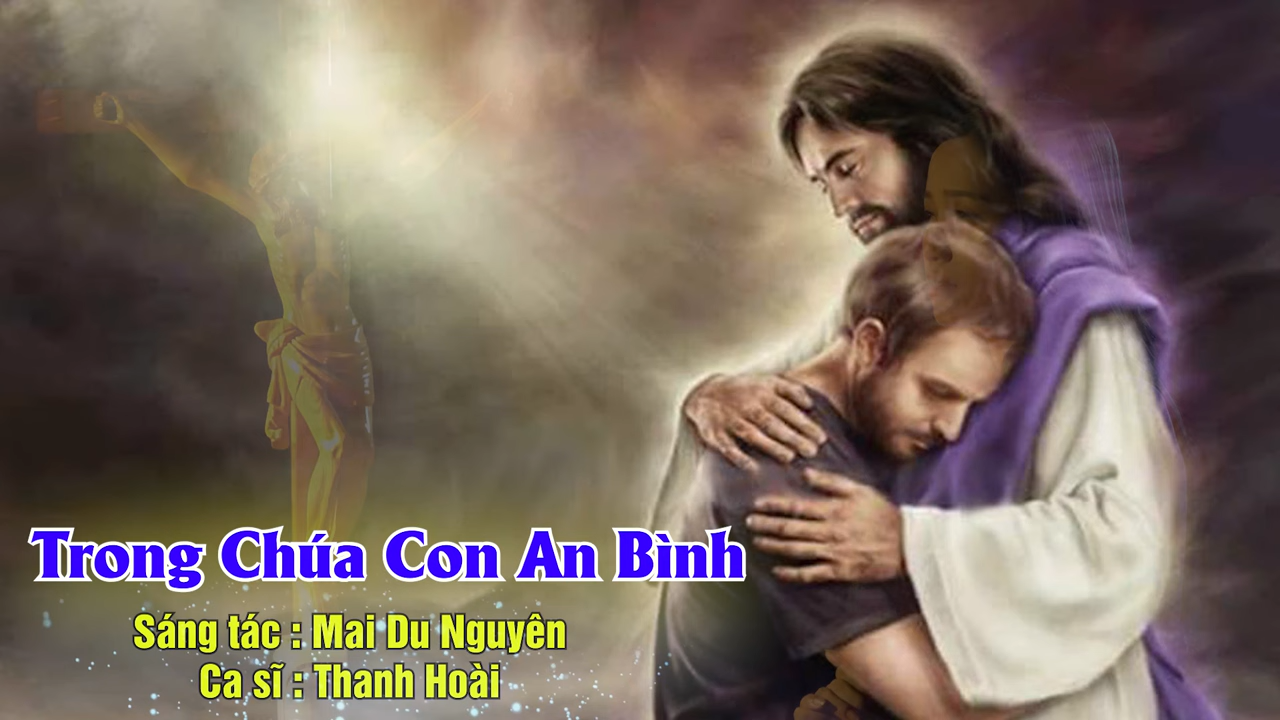 Trong Chúa Con An Bình
Sáng tác : Mai Du Nguyên
Ca sĩ : Thanh Hoài